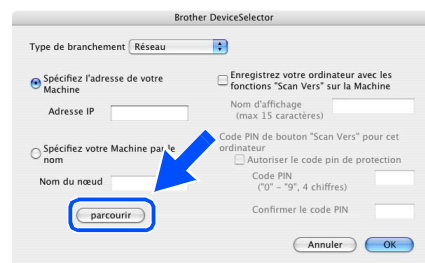 Brother DeviceSelector
Type de branchement Réseau
Spécifiez l'adresse de votre
Machine
Adresse IP
Spécifiez votre Machine par le
nom
Nom du nœud
parcourir
Enregistrez votre ordinateur avec les
fonctions "Scan Vers" sur la Machine
Nom d'affichage
(max 15 caractères)
Code PIN de bouton "Scan Vers" pour cet
ordinateur
Autoriser le code pin de protection
Code PIN
("0" – "9", 4 chiffres)
Confirmer le code PIN
Annuler OK